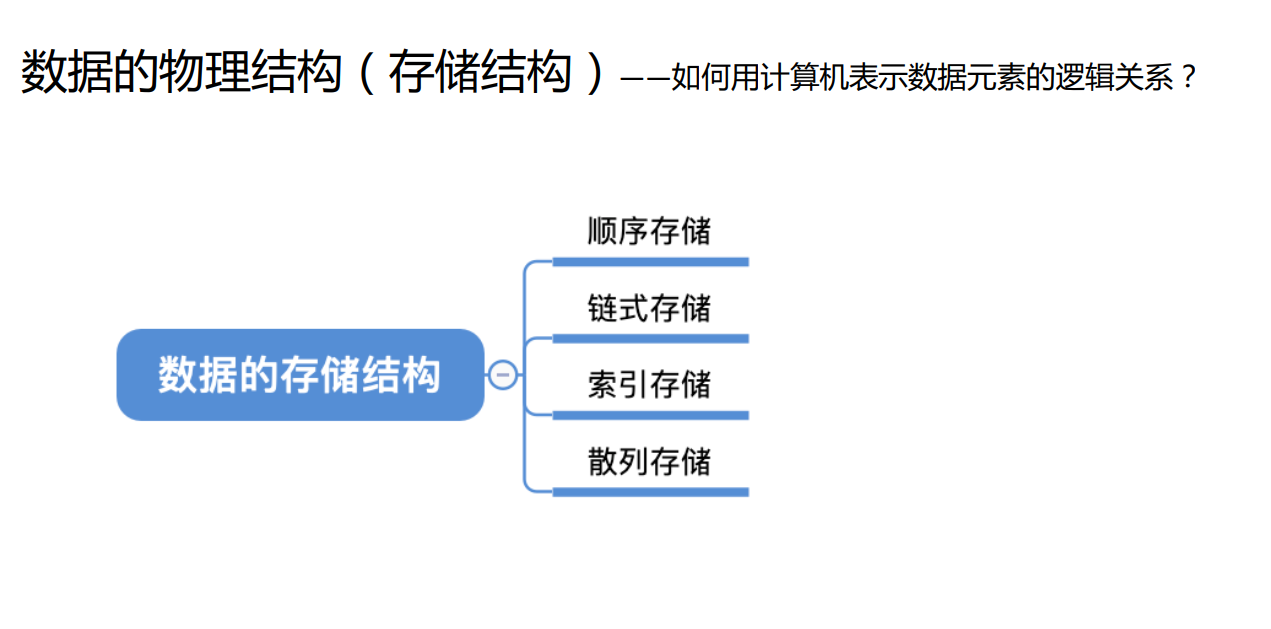 数据的物理结构（存储结构）——如何用计算机表示数据元素的逻辑关系？
顺序存储
链式存储
数据的存储结构
索引存储
散列存储